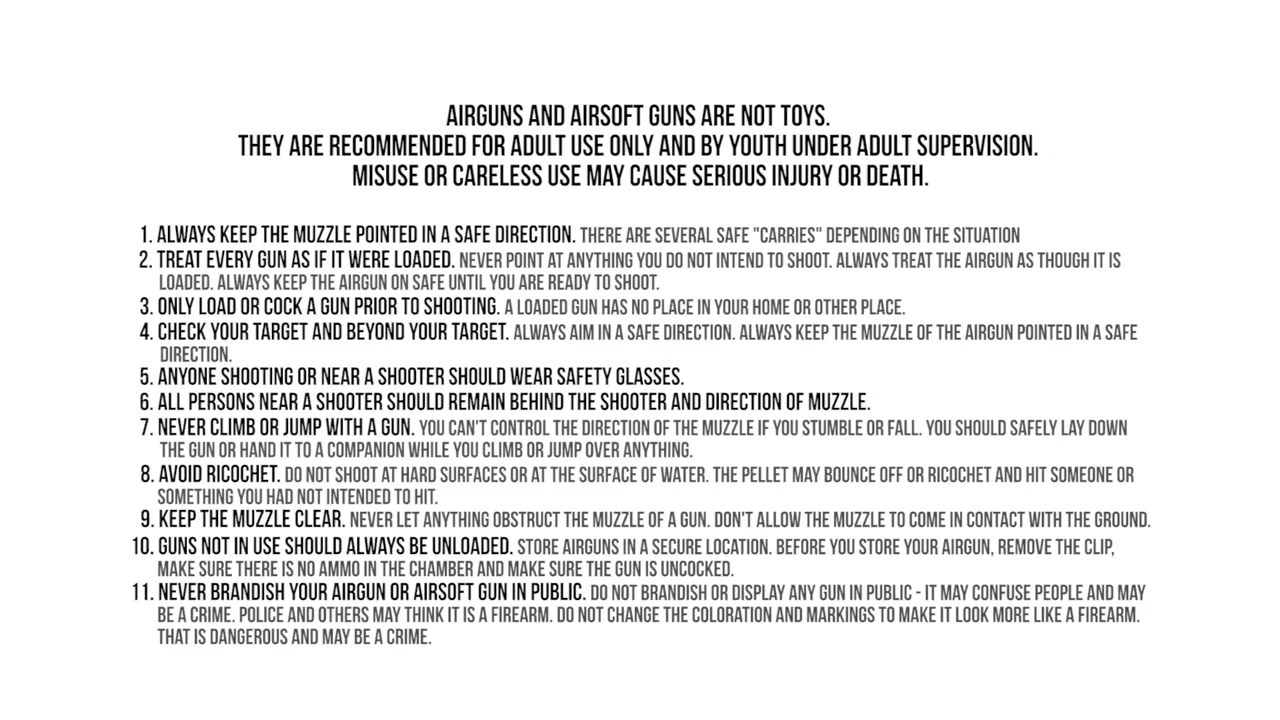 AIRGUNS AND AIRSOFT GUNS ARE NOT TOYS.
THEY ARE RECOMMENDED FOR ADULT USE ONLY AND BY YOUTH UNDER ADULT SUPERVISION.
MISUSE OR CARELESS USE MAY CAUSE SERIOUS INJURY OR DEATH.
1. ALWAYS KEEP THE MUZZLE POINTED IN A SAFE DIRECTION. THERE ARE SEVERAL SAFE "CARRIES" DEPENDING ON THE SITUATION
2. TREAT EVERY GUN AS IF IT WERE LOADED. NEVER POINT AT ANYTHING YOU DO NOT INTEND TO SHOOT. ALWAYS TREAT THE AIRGUN AS THOUGH IT IS
LOADED. ALWAYS KEEP THE AIRGUN ON SAFE UNTIL YOU ARE READY TO SHOOT.
3. ONLY LOAD OR COCK A GUN PRIOR TO SHOOTING. A LOADED GUN HAS NO PLACE IN YOUR HOME OR OTHER PLACE.
4. CHECK YOUR TARGET AND BEYOND YOUR TARGET. ALWAYS AIM IN A SAFE DIRECTION. ALWAYS KEEP THE MUZZLE OF THE AIRGUN POINTED IN A SAFE
DIRECTION.
5. ANYONE SHOOTING OR NEAR A SHOOTER SHOULD WEAR SAFETY GLASSES.
6. ALL PERSONS NEAR A SHOOTER SHOULD REMAIN BEHIND THE SHOOTER AND DIRECTION OF MUZZLE.
7. NEVER CLIMB OR JUMP WITH A GUN. YOU CAN'T CONTROL THE DIRECTION OF THE MUZZLE IF YOU STUMBLE OR FALL. YOU SHOULD SAFELY LAY DOWN
THE GUN OR HAND IT TO A COMPANION WHILE YOU CLIMB OR JUMP OVER ANYTHING.
8. AVOID RICOCHET. DO NOT SHOOT AT HARD SURFACES OR AT THE SURFACE OF WATER. THE PELLET MAY BOUNCE OFF OR RICOCHET AND HIT SOMEONE OR
SOMETHING YOU HAD NOT INTENDED TO HIT.
9. KEEP THE MUZZLE CLEAR. NEVER LET ANYTHING OBSTRUCT THE MUZZLE OF A GUN. DON'T ALLOW THE MUZZLE TO COME IN CONTACT WITH THE GROUND.
10. GUNS NOT IN USE SHOULD ALWAYS BE UNLOADED. STORE AIRGUNS IN A SECURE LOCATION. BEFORE YOU STORE YOUR AIRGUN, REMOVE THE CLIP,
MAKE SURE THERE IS NO AMMO IN THE CHAMBER AND MAKE SURE THE GUN IS UNCOCKED.
11. NEVER BRANDISH YOUR AIRGUN OR AIRSOFT GUN IN PUBLIC. DO NOT BRANDISH OR DISPLAY ANY GUN IN PUBLIC - IT MAY CONFUSE PEOPLE AND MAY
BE A CRIME. POLICE AND OTHERS MAY THINK IT IS A FIREARM. DO NOT CHANGE THE COLORATION AND MARKINGS TO MAKE IT LOOK MORE LIKE A FIREARM.
THAT IS DANGEROUS AND MAY BE A CRIME.